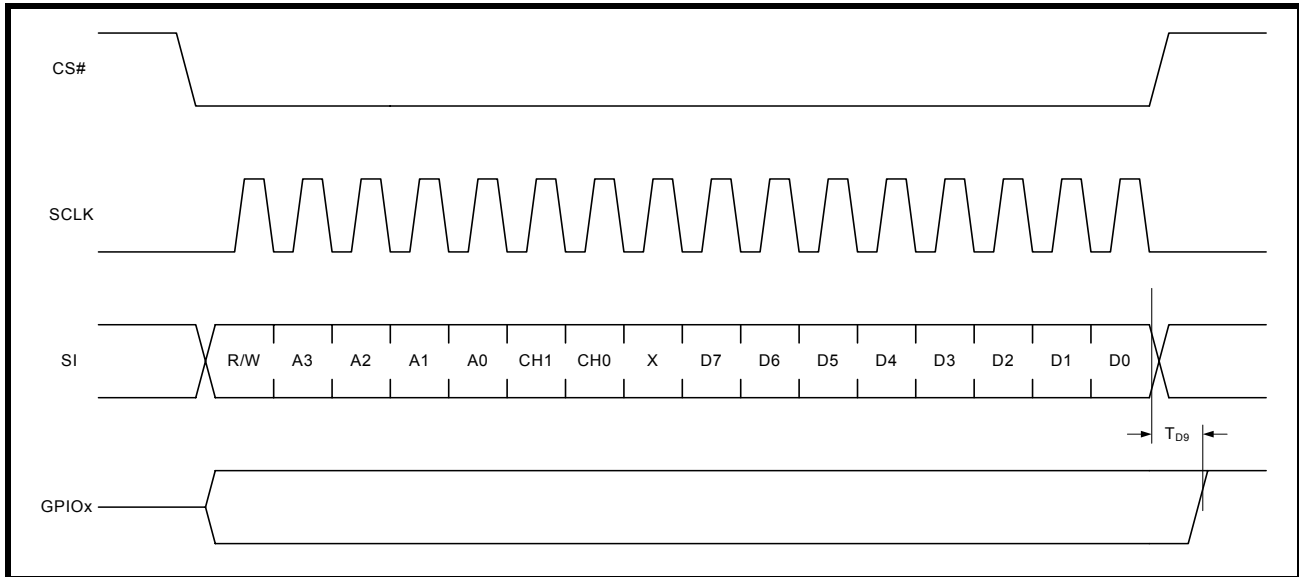 CS#
SCLK
SI R/W A3 A2 A1 A0 CH1 CH0 X D7 D6 D5 D4 D3 D2 D1 D0
TD9
GPIOx